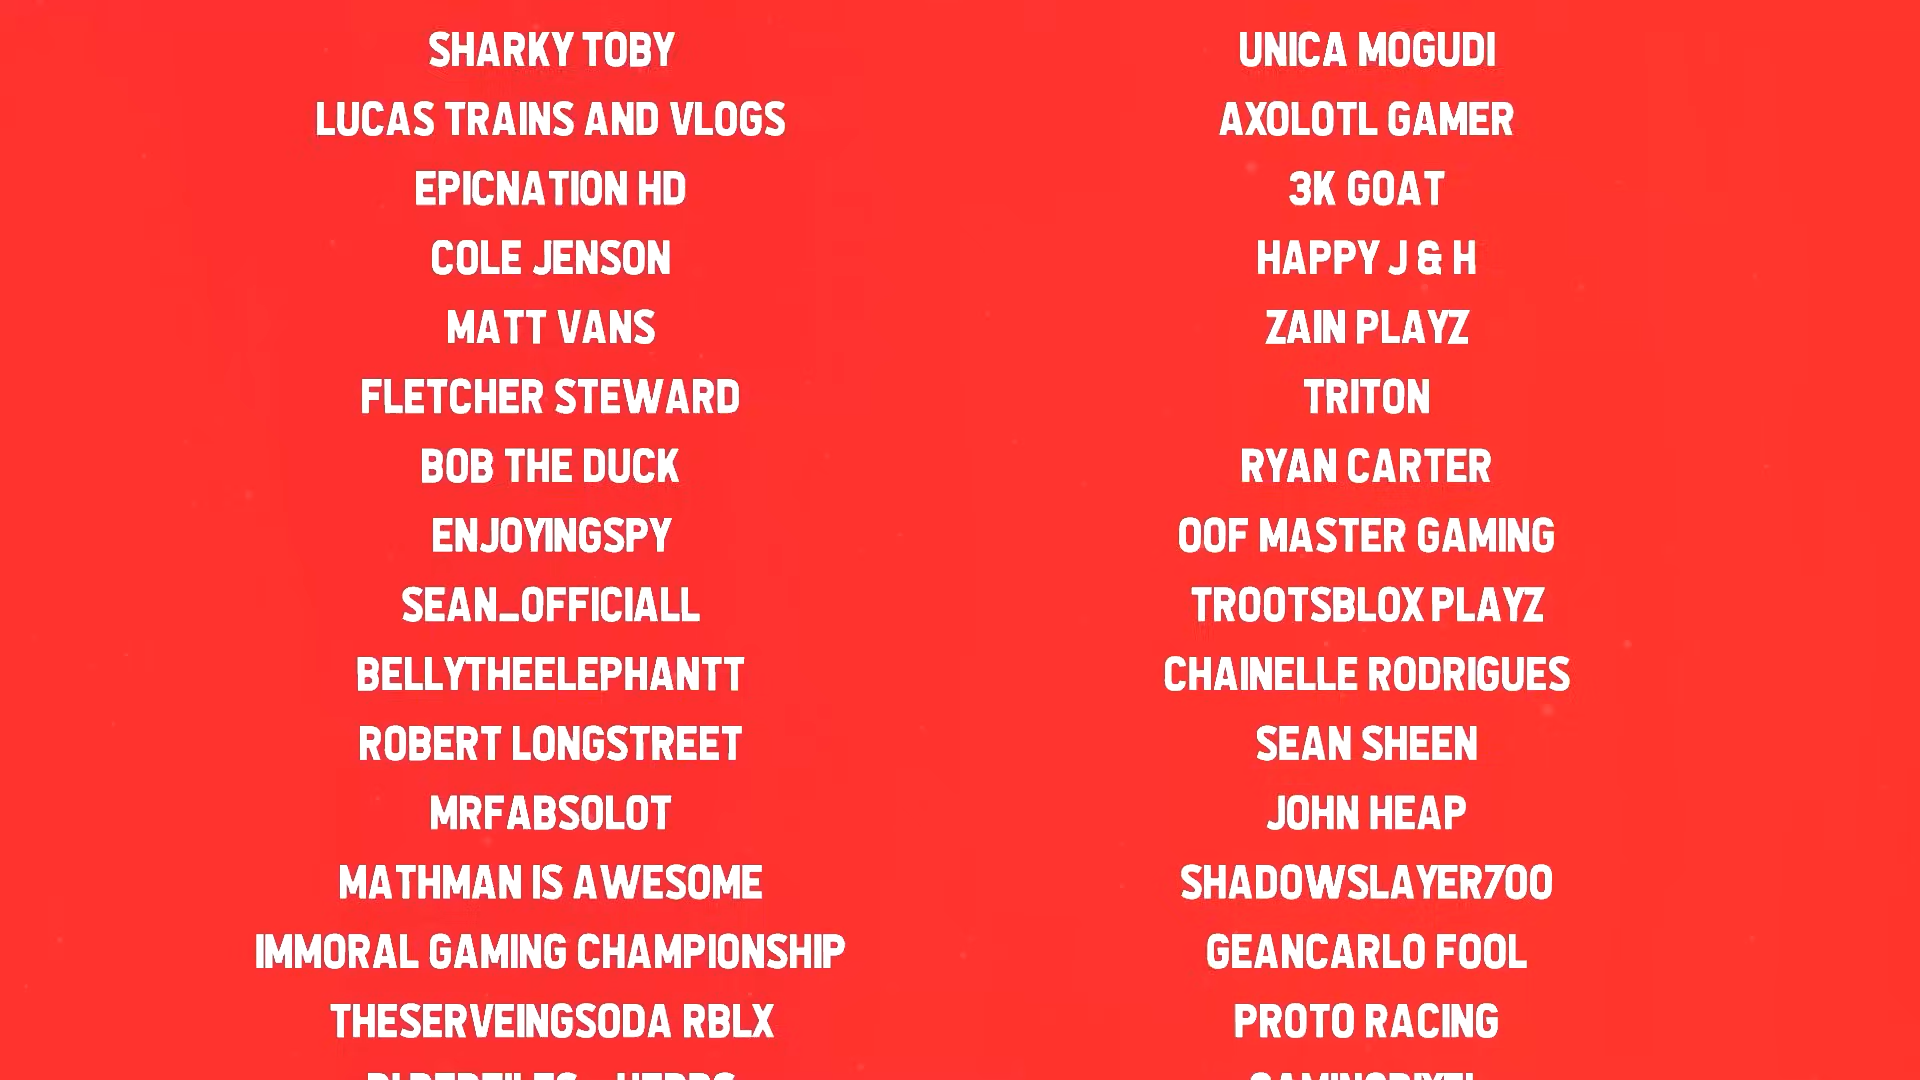 SHARKY TOBY
LUCAS TRAINS AND VLOGS
EPICNATION HD
COLE JENSON
MATT VANS
FLETCHER STEWARD
BOB THE DUCK
ENJOYINGSPY
SEAN_OFFICIALL
BELLYTHEELEPHANTT
ROBERT LONGSTREET
MRFABSOLOT
MATHMAN IS AWESOME
IMMORAL GAMING CHAMPIONSHIP
THESERVEINGSODA RBLX
UNICA MOGUDI
AXOLOTL GAMER
3K GOAT
HAPPY J & H
ZAIN PLAYZ
TRITON
RYAN CARTER
OOF MASTER GAMING
TROOTSBLOX PLAYZ
CHAINELLE RODRIGUES
SEAN SHEEN
JOHN HEAP
SHADOWSLAYER700
GEANCARLO FOOL
PROTO RACING